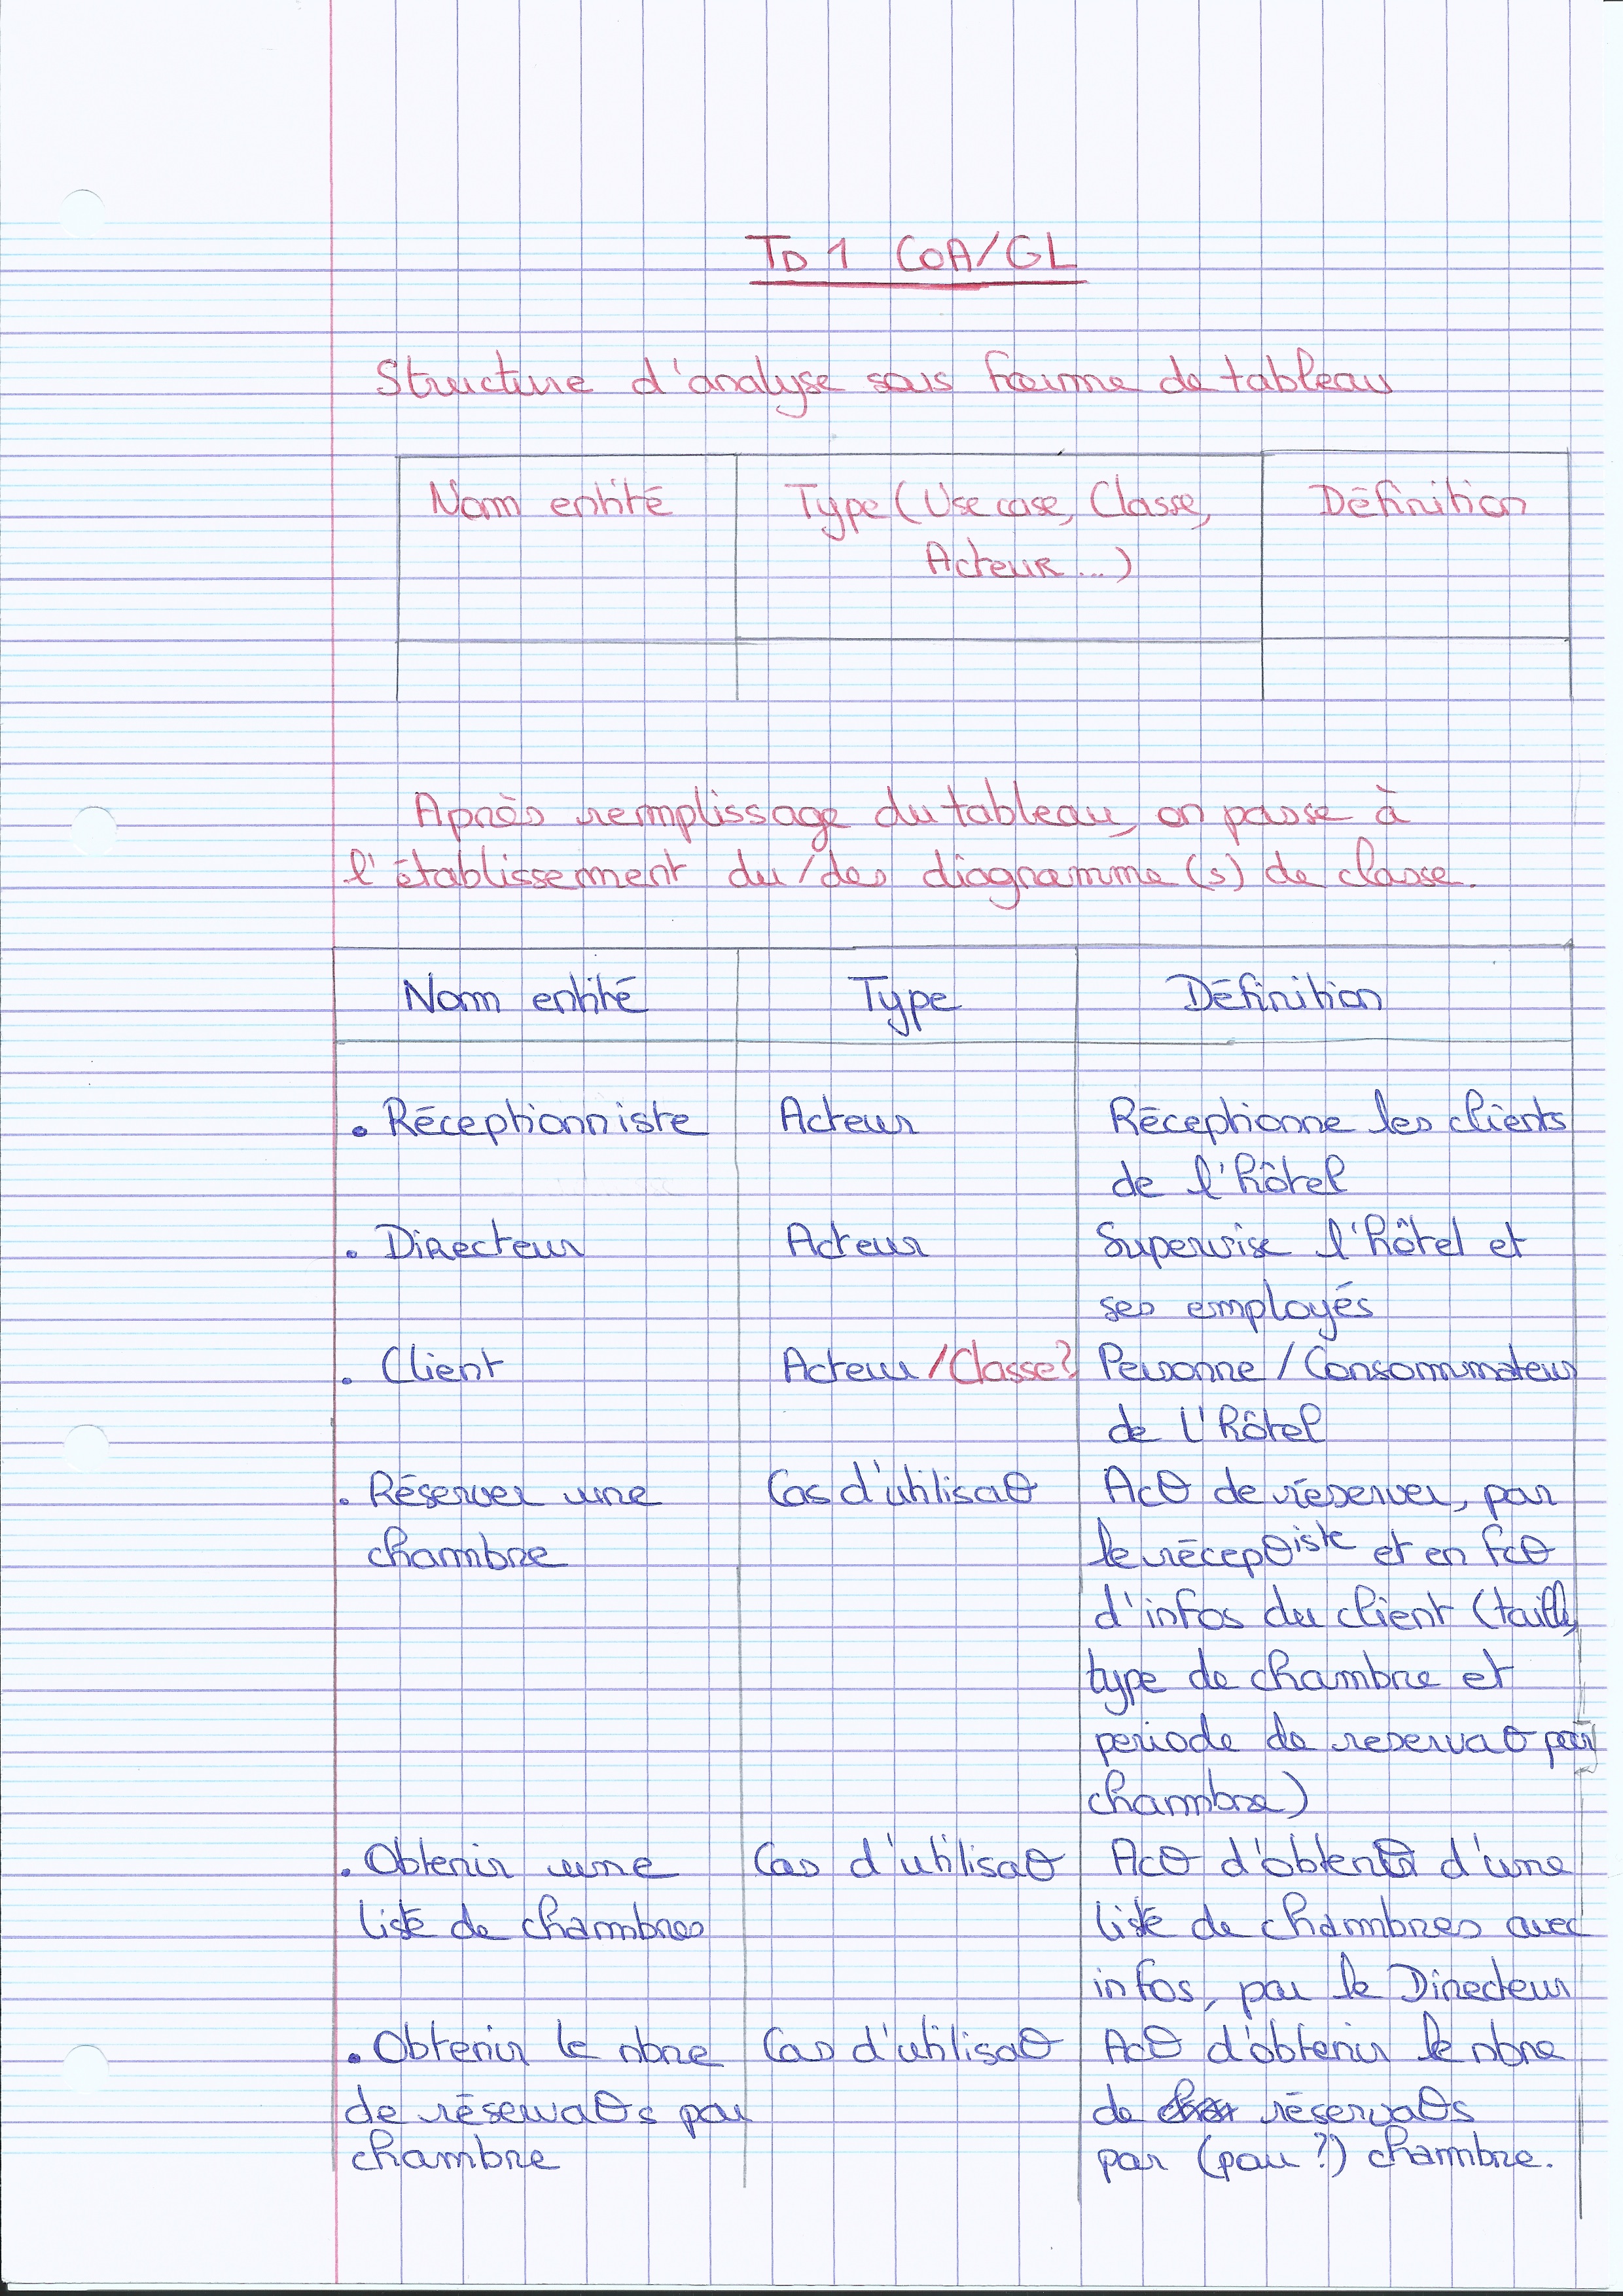 TD 1 COA/GL
Structure d'analyse sous forme de tableau
Nom entité Type (Use case, Classe, Définition
Acteur ...)
Après remplissage du tableau, on passe à
l'établissement du/des diagramme(s) de classe.
Nom entité Type Définition
• Réceptionniste Acteur Réceptionne les clients
de l'hôtel
• Directeur Acteur Supervise l'hôtel et
ses employés
• Client Acteur/Classe? Personne/Consommateur
de l'hôtel
• Réserver une Cas d'utilisaΘ AcΘ de réserver, par
chambre le récepΘiste et en fcΘ
d'infos du client (taille,
type de chambre et
periode de reservaΘ par
chambre)
• Obtenir une Cas d'utilisaΘ AcΘ d'obtenΘ d'une
liste de chambres liste de chambres avec
infos, par le Directeur
• Obtenir le nbre Cas d'utilisaΘ AcΘ d'obtenir le nbre
de réservaΘs par de réservaΘs
chambre par (pour ?) chambre.